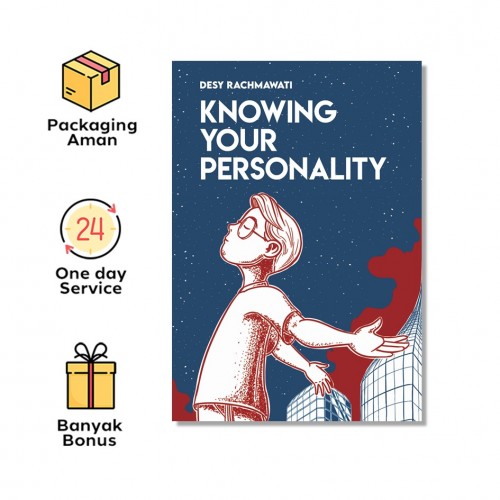 Packaging
Aman
24
One day
Service
Banyak
Bonus
DESY RACHMAWATI
KNOWING
YOUR
PERSONALITY